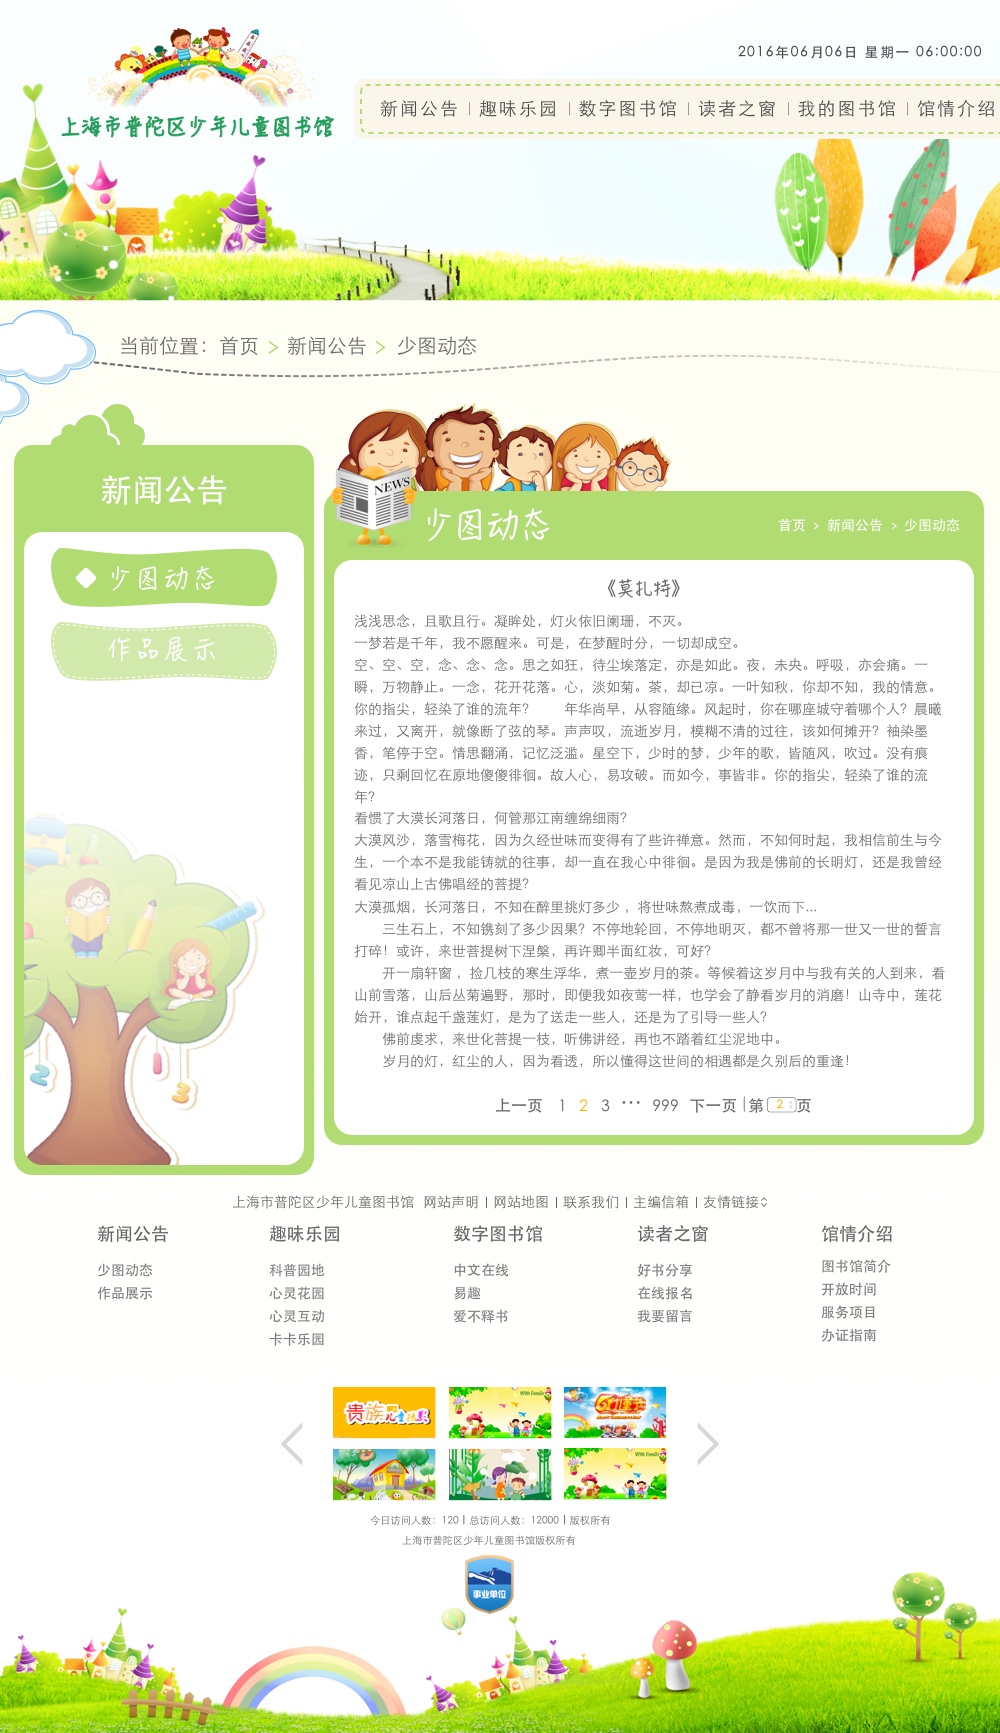 2016年06月06日 星期一 06:00:00
上海市普陀区少年儿童图书馆
新闻公告 | 趣味乐园 | 数字图书馆 | 读者之窗 | 我的图书馆 | 馆情介绍
当前位置：首页 > 新闻公告 > 少图动态
新闻公告
少图动态
作品展示
NEWS
少图动态
首页 > 新闻公告 > 少图动态
《莫扎特》
浅浅思念，且歌且行。凝眸处，灯火依旧阑珊，不灭。
一梦若是千年，我不愿醒来。可是，在梦醒时分，一切却成空。
空、空、空，念、念、念。思之如狂，待尘埃落定，亦是如此。夜，未央。呼吸，亦会痛。一
瞬，万物静止。一念，花开花落。心，淡如菊。茶，却已凉。一叶知秋，你却不知，我的情意。
你的指尖，轻染了谁的流年？ 年华尚早，从容随缘。风起时，你在哪座城守着哪个人？晨曦
来过，又离开，就像断了弦的琴。声声叹，流逝岁月，模糊不清的过往，该如何摊开？袖染墨
香，笔停于空。情思翻涌，记忆泛滥。星空下，少时的梦，少年的歌，皆随风，吹过。没有痕
迹，只剩回忆在原地傻傻徘徊。故人心，易攻破。而如今，事皆非。你的指尖，轻染了谁的流
年？
看惯了大漠长河落日，何管那江南缠绵细雨？
大漠风沙，落雪梅花，因为久经世味而变得有了些许禅意。然而，不知何时起，我相信前生与今
生，一个本不是我能铸就的往事，却一直在我心中徘徊。是因为我是佛前的长明灯，还是我曾经
看见凉山上古佛唱经的菩提？
大漠孤烟，长河落日，不知在醉里挑灯多少，将世味熬煮成毒，一饮而下...
三生石上，不知镌刻了多少因果？不停地轮回，不停地明灭，都不曾将那一世又一世的誓言
打碎！或许，来世菩提树下涅槃，再许卿半面红妆，可好？
开一扇轩窗，捡几枝的寒生浮华，煮一壶岁月的茶。等候着这岁月中与我有关的人到来，看
山前雪落，山后丛菊遍野，那时，即便我如夜莺一样，也学会了静看岁月的消磨！山寺中，莲花
始开，谁点起千盏莲灯，是为了送走一些人，还是为了引导一些人？
佛前虔求，来世化菩提一枝，听佛讲经，再也不踏着红尘泥地中。
岁月的灯，红尘的人，因为看透，所以懂得这世间的相遇都是久别后的重逢！
上一页 1 2 3 ··· 999 下一页 | 第 2 页
上海市普陀区少年儿童图书馆 网站声明 | 网站地图 | 联系我们 | 主编信箱 | 友情链接
新闻公告
少图动态
作品展示
趣味乐园
科普园地
心灵花园
心灵互动
卡卡乐园
数字图书馆
中文在线
易趣
爱不释书
读者之窗
好书分享
在线报名
我要留言
馆情介绍
图书馆简介
开放时间
服务项目
办证指南
贵族儿童摄影
With Family
61儿童节
With Family
今日访问人数：120 | 总访问人数：12000 | 版权所有
上海市普陀区少年儿童图书馆版权所有
事业单位